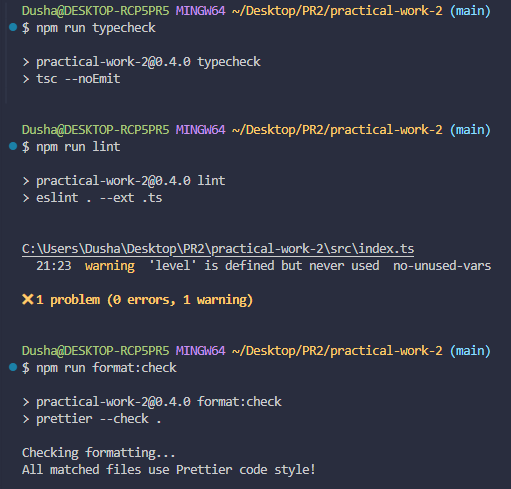 Dusha@DESKTOP-RCP5PR5 MINGW64 ~/Desktop/PR2/practical-work-2 (main)
$ npm run typecheck
> practical-work-2@0.4.0 typecheck
> tsc --noEmit
Dusha@DESKTOP-RCP5PR5 MINGW64 ~/Desktop/PR2/practical-work-2 (main)
$ npm run lint
> practical-work-2@0.4.0 lint
> eslint . --ext .ts
C:\Users\Dusha\Desktop\PR2\practical-work-2\src\index.ts
21:23 warning 'level' is defined but never used no-unused-vars
✖ 1 problem (0 errors, 1 warning)
Dusha@DESKTOP-RCP5PR5 MINGW64 ~/Desktop/PR2/practical-work-2 (main)
$ npm run format:check
> practical-work-2@0.4.0 format:check
> prettier --check .
Checking formatting...
All matched files use Prettier code style!